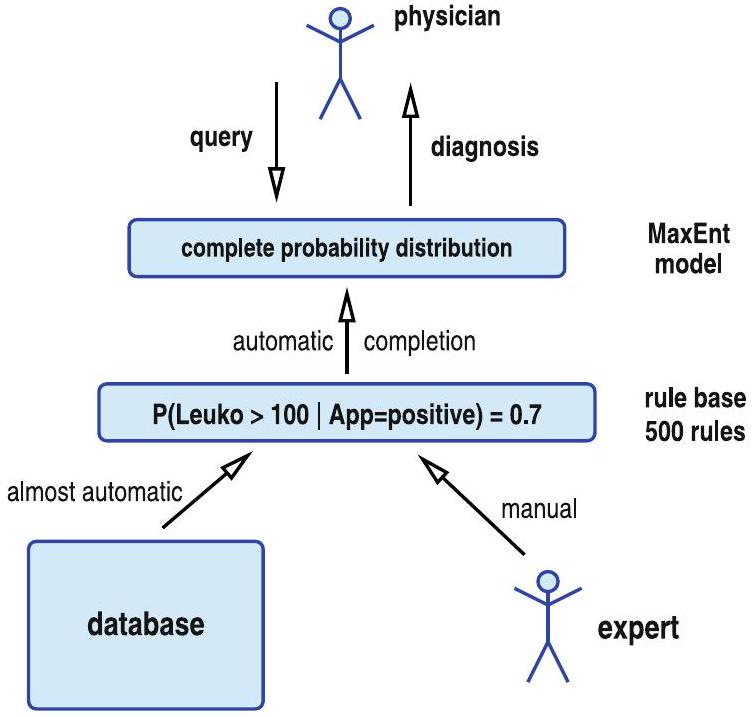 physician
query
diagnosis
complete probability distribution
MaxEnt
model
automatic completion
P(Leuko > 100 | App=positive) = 0.7
rule base
500 rules
almost automatic
manual
database
expert